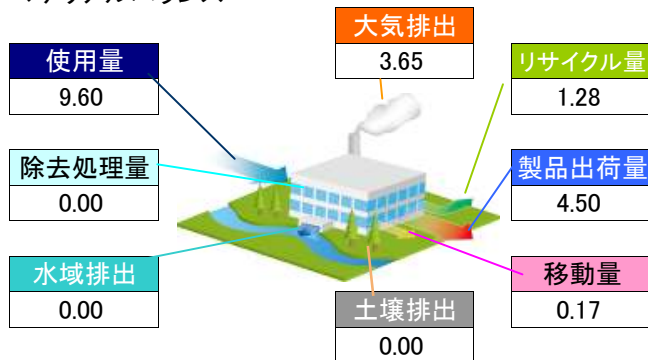 使用量
9.60
大気排出
3.65
リサイクル量
1.28
除去処理量
0.00
製品出荷量
4.50
水域排出
0.00
土壌排出
0.00
移動量
0.17